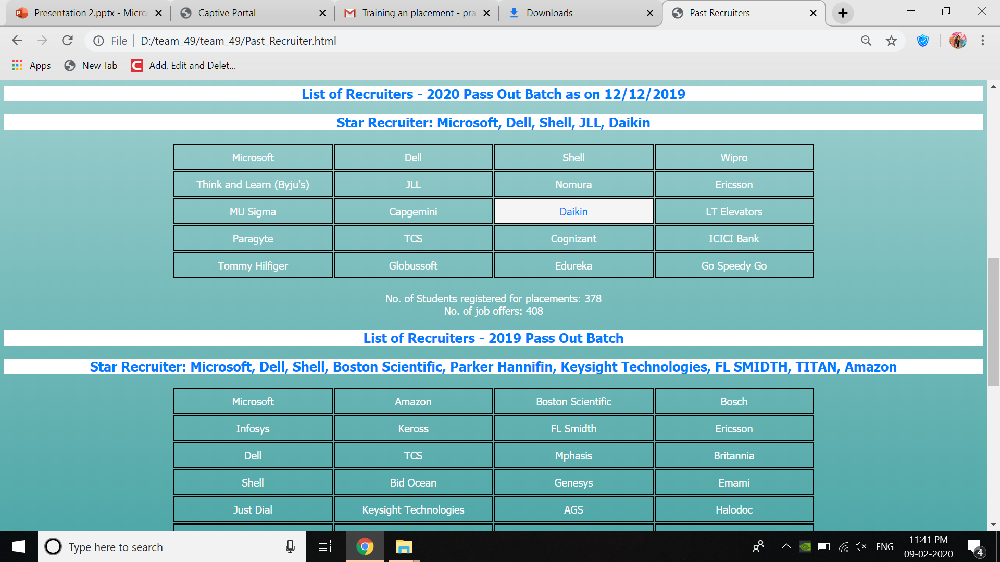 Presentation 2.pptx - Micro
Captive Portal
Training an placement - pra
Downloads
Past Recruiters
File
D:/team_49/team_49/Past_Recruiter.html
Apps
New Tab
Add, Edit and Delet...
List of Recruiters - 2020 Pass Out Batch as on 12/12/2019
Star Recruiter: Microsoft, Dell, Shell, JLL, Daikin
Microsoft Dell Shell Wipro
Think and Learn (Byju's) JLL Nomura Ericsson
MU Sigma Capgemini Daikin LT Elevators
Paragyte TCS Cognizant ICICI Bank
Tommy Hilfiger Globussoft Edureka Go Speedy Go
No. of Students registered for placements: 378
No. of job offers: 408
List of Recruiters - 2019 Pass Out Batch
Star Recruiter: Microsoft, Dell, Shell, Boston Scientific, Parker Hannifin, Keysight Technologies, FL SMIDTH, TITAN, Amazon
Microsoft Amazon Boston Scientific Bosch
Infosys Keross FL Smidth Ericsson
Dell TCS Mphasis Britannia
Shell Bid Ocean Genesys Emami
Just Dial Keysight Technologies AGS Halodoc
Type here to search
ENG
11:41 PM
09-02-2020
4